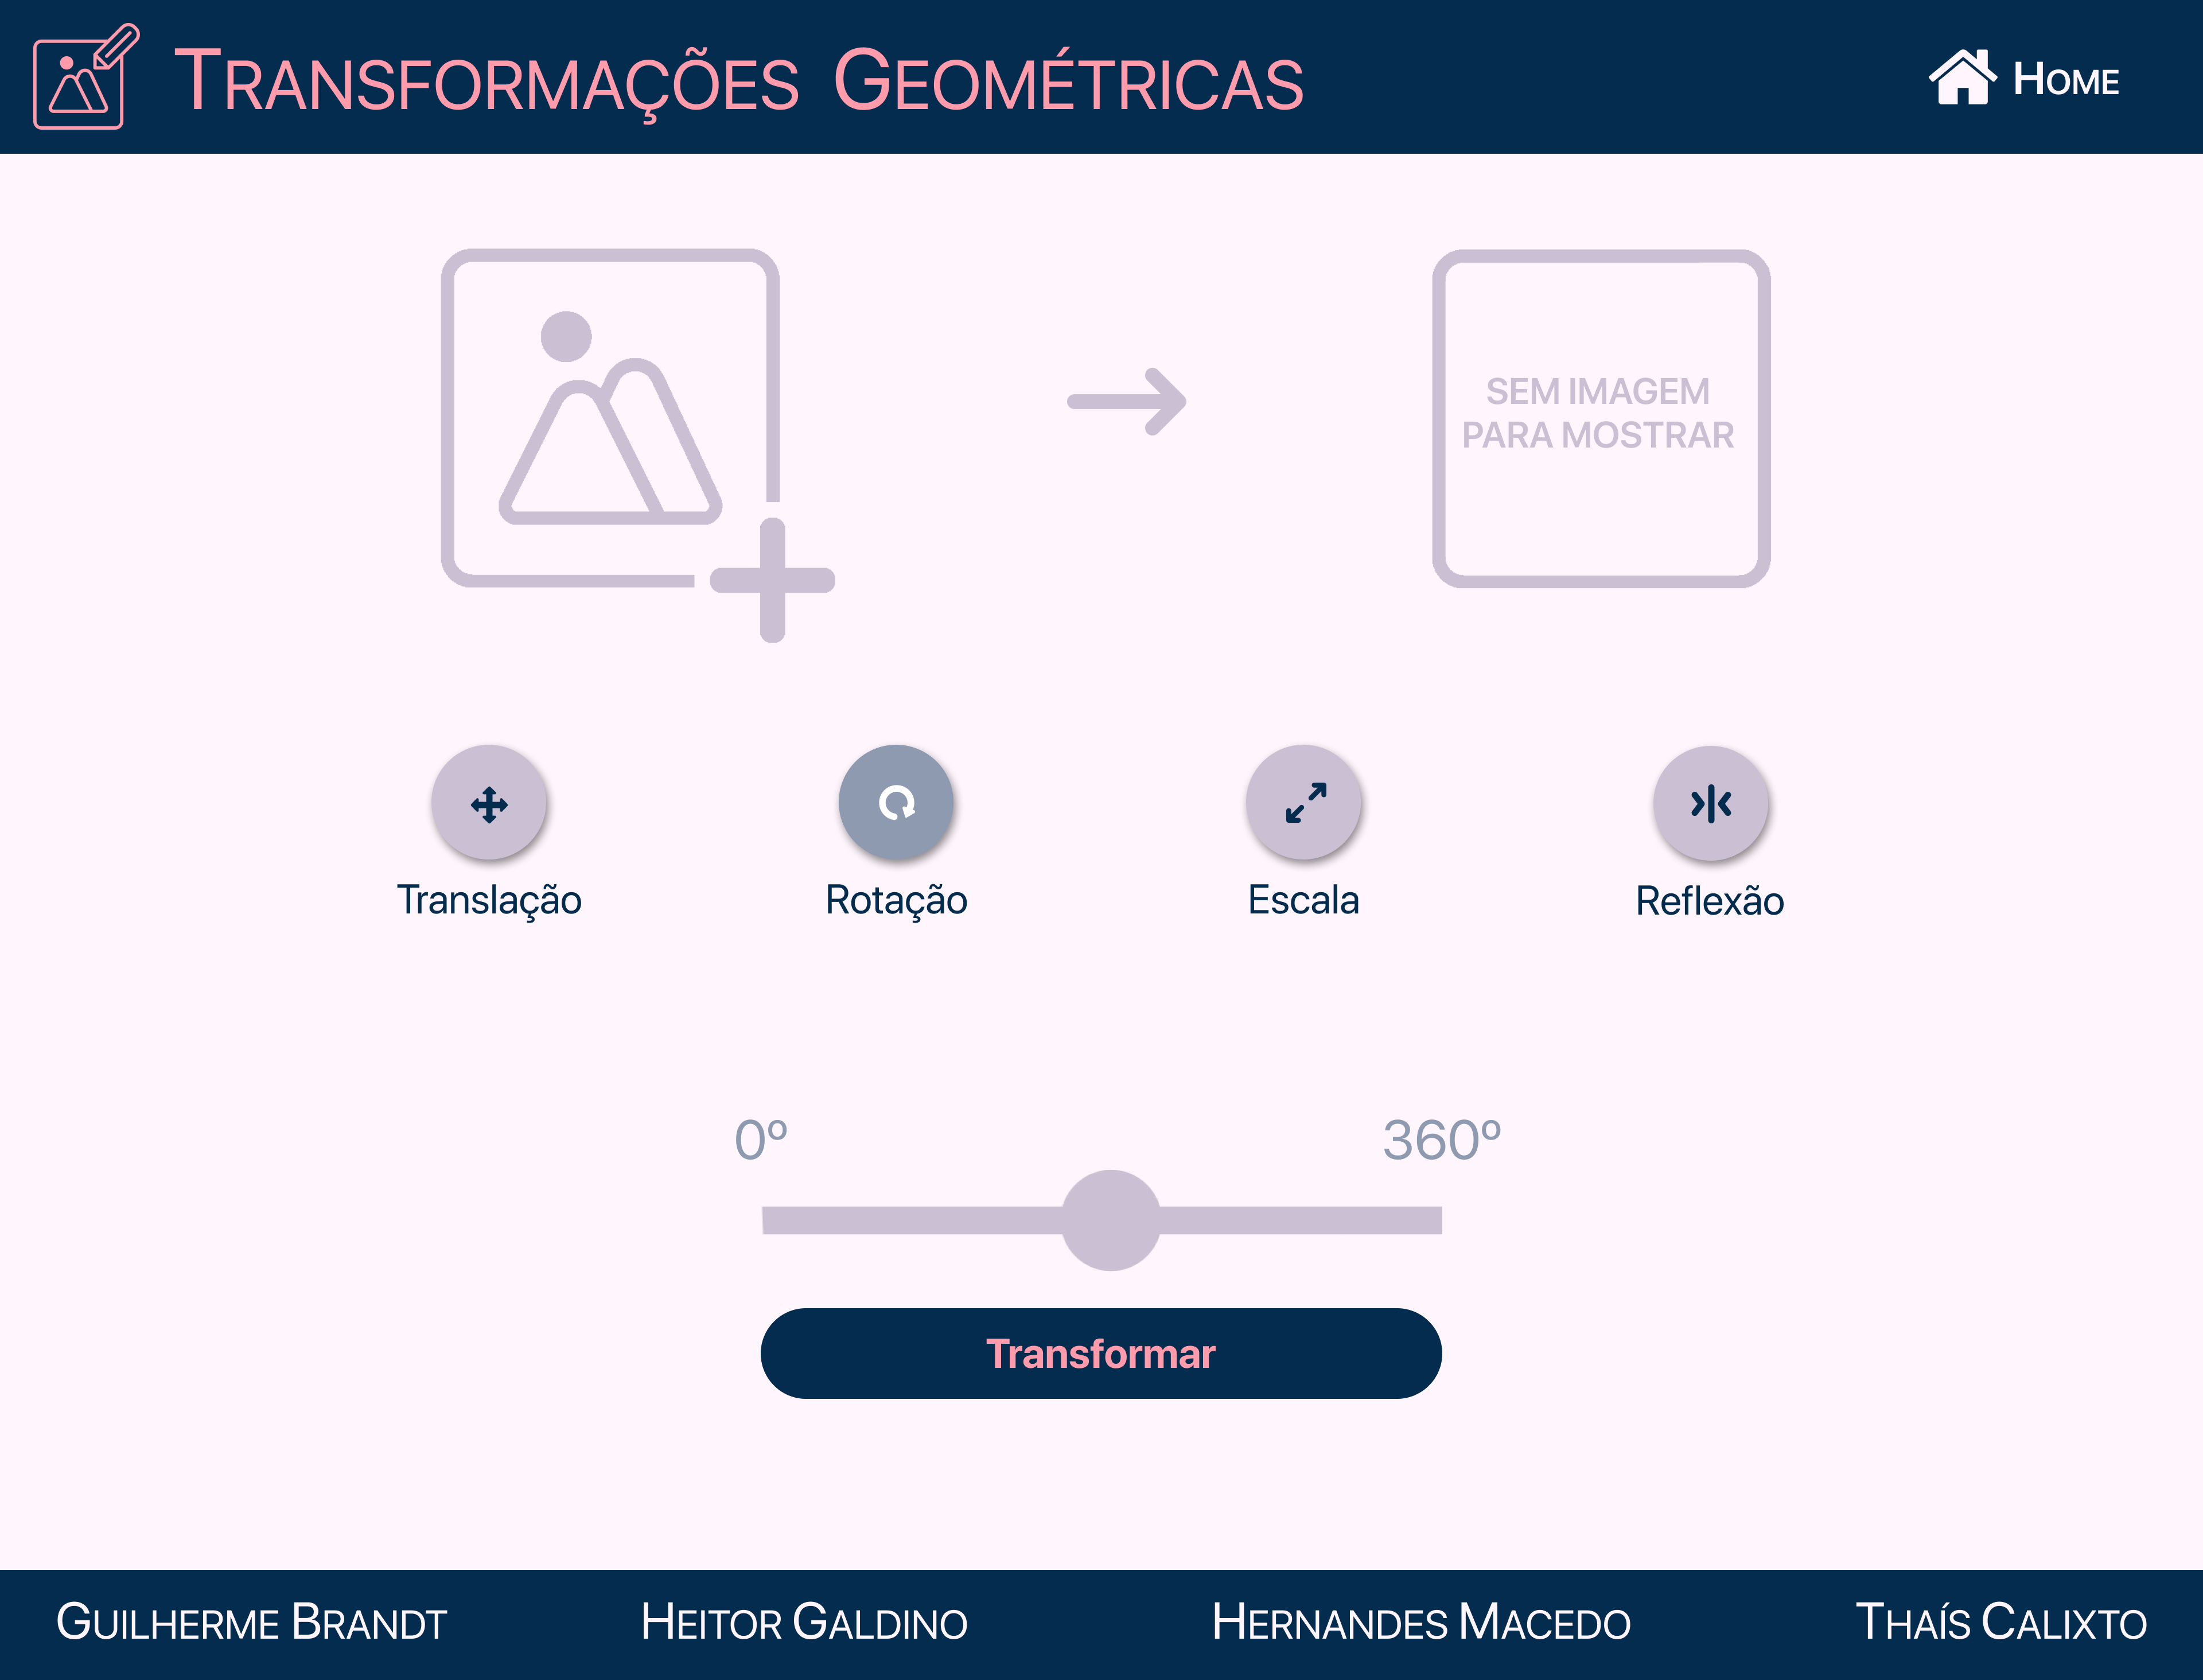 TRANSFORMAÇÕES GEOMÉTRICAS
HOME
SEM IMAGEM
PARA MOSTRAR
Translação
Rotação
Escala
Reflexão
0º
360º
Transformar
GUILHERME BRANDT
HEITOR GALDINO
HERNANDES MACEDO
THAÍS CALIXTO